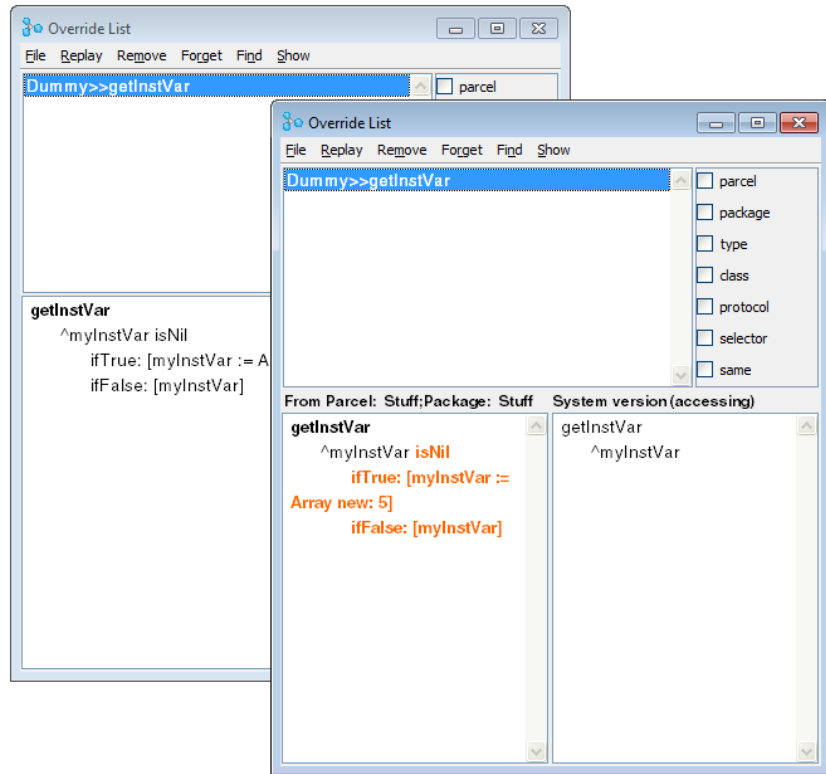 Override List
File Replay Remove Forget Find Show
Dummy>>getInstVar
parcel
getInstVar
^myInstVar isNil
ifTrue: [myInstVar := A
ifFalse: [myInstVar]
Override List
File Replay Remove Forget Find Show
Dummy>>getInstVar
parcel
package
type
class
protocol
selector
same
From Parcel: Stuff;Package: Stuff
System version (accessing)
getInstVar
^myInstVar isNil
ifTrue: [myInstVar :=
Array new: 5]
ifFalse: [myInstVar]
getInstVar
^myInstVar